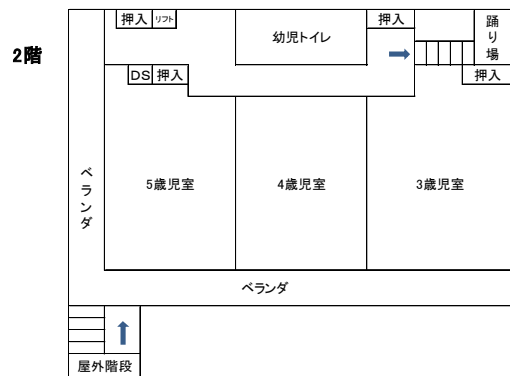 2階
押入
リフト
幼児トイレ
押入
踊り場
DS
押入
押入
ベランダ
5歳児室
4歳児室
3歳児室
ベランダ
屋外階段